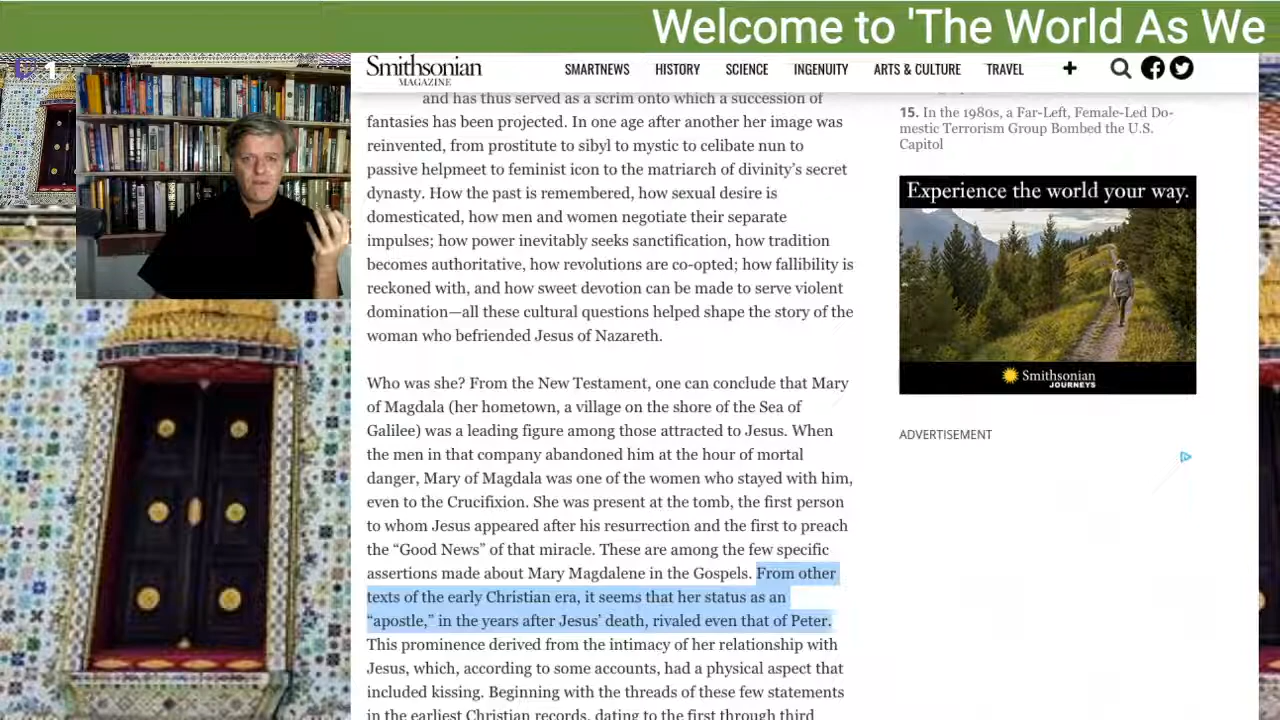 Welcome to 'The World As We
1
Smithsonian
MAGAZINE
SMARTNEWS HISTORY SCIENCE INGENUITY ARTS & CULTURE TRAVEL +
and has thus served as a scrim onto which a succession of
fantasies has been projected. In one age after another her image was
reinvented, from prostitute to sibyl to mystic to celibate nun to
passive helpmeet to feminist icon to the matriarch of divinity’s secret
dynasty. How the past is remembered, how sexual desire is
domesticated, how men and women negotiate their separate
impulses; how power inevitably seeks sanctification, how tradition
becomes authoritative, how revolutions are co-opted; how fallibility is
reckoned with, and how sweet devotion can be made to serve violent
domination—all these cultural questions helped shape the story of the
woman who befriended Jesus of Nazareth.
Who was she? From the New Testament, one can conclude that Mary
of Magdala (her hometown, a village on the shore of the Sea of
Galilee) was a leading figure among those attracted to Jesus. When
the men in that company abandoned him at the hour of mortal
danger, Mary of Magdala was one of the women who stayed with him,
even to the Crucifixion. She was present at the tomb, the first person
to whom Jesus appeared after his resurrection and the first to preach
the “Good News” of that miracle. These are among the few specific
assertions made about Mary Magdalene in the Gospels. From other
texts of the early Christian era, it seems that her status as an
“apostle,” in the years after Jesus’ death, rivaled even that of Peter.
This prominence derived from the intimacy of her relationship with
Jesus, which, according to some accounts, had a physical aspect that
included kissing. Beginning with the threads of these few statements
in the earliest Christian records, dating to the first through third
15. In the 1980s, a Far-Left, Female-Led Do-
mestic Terrorism Group Bombed the U.S.
Capitol
Experience the world your way.
Smithsonian
JOURNEYS
ADVERTISEMENT